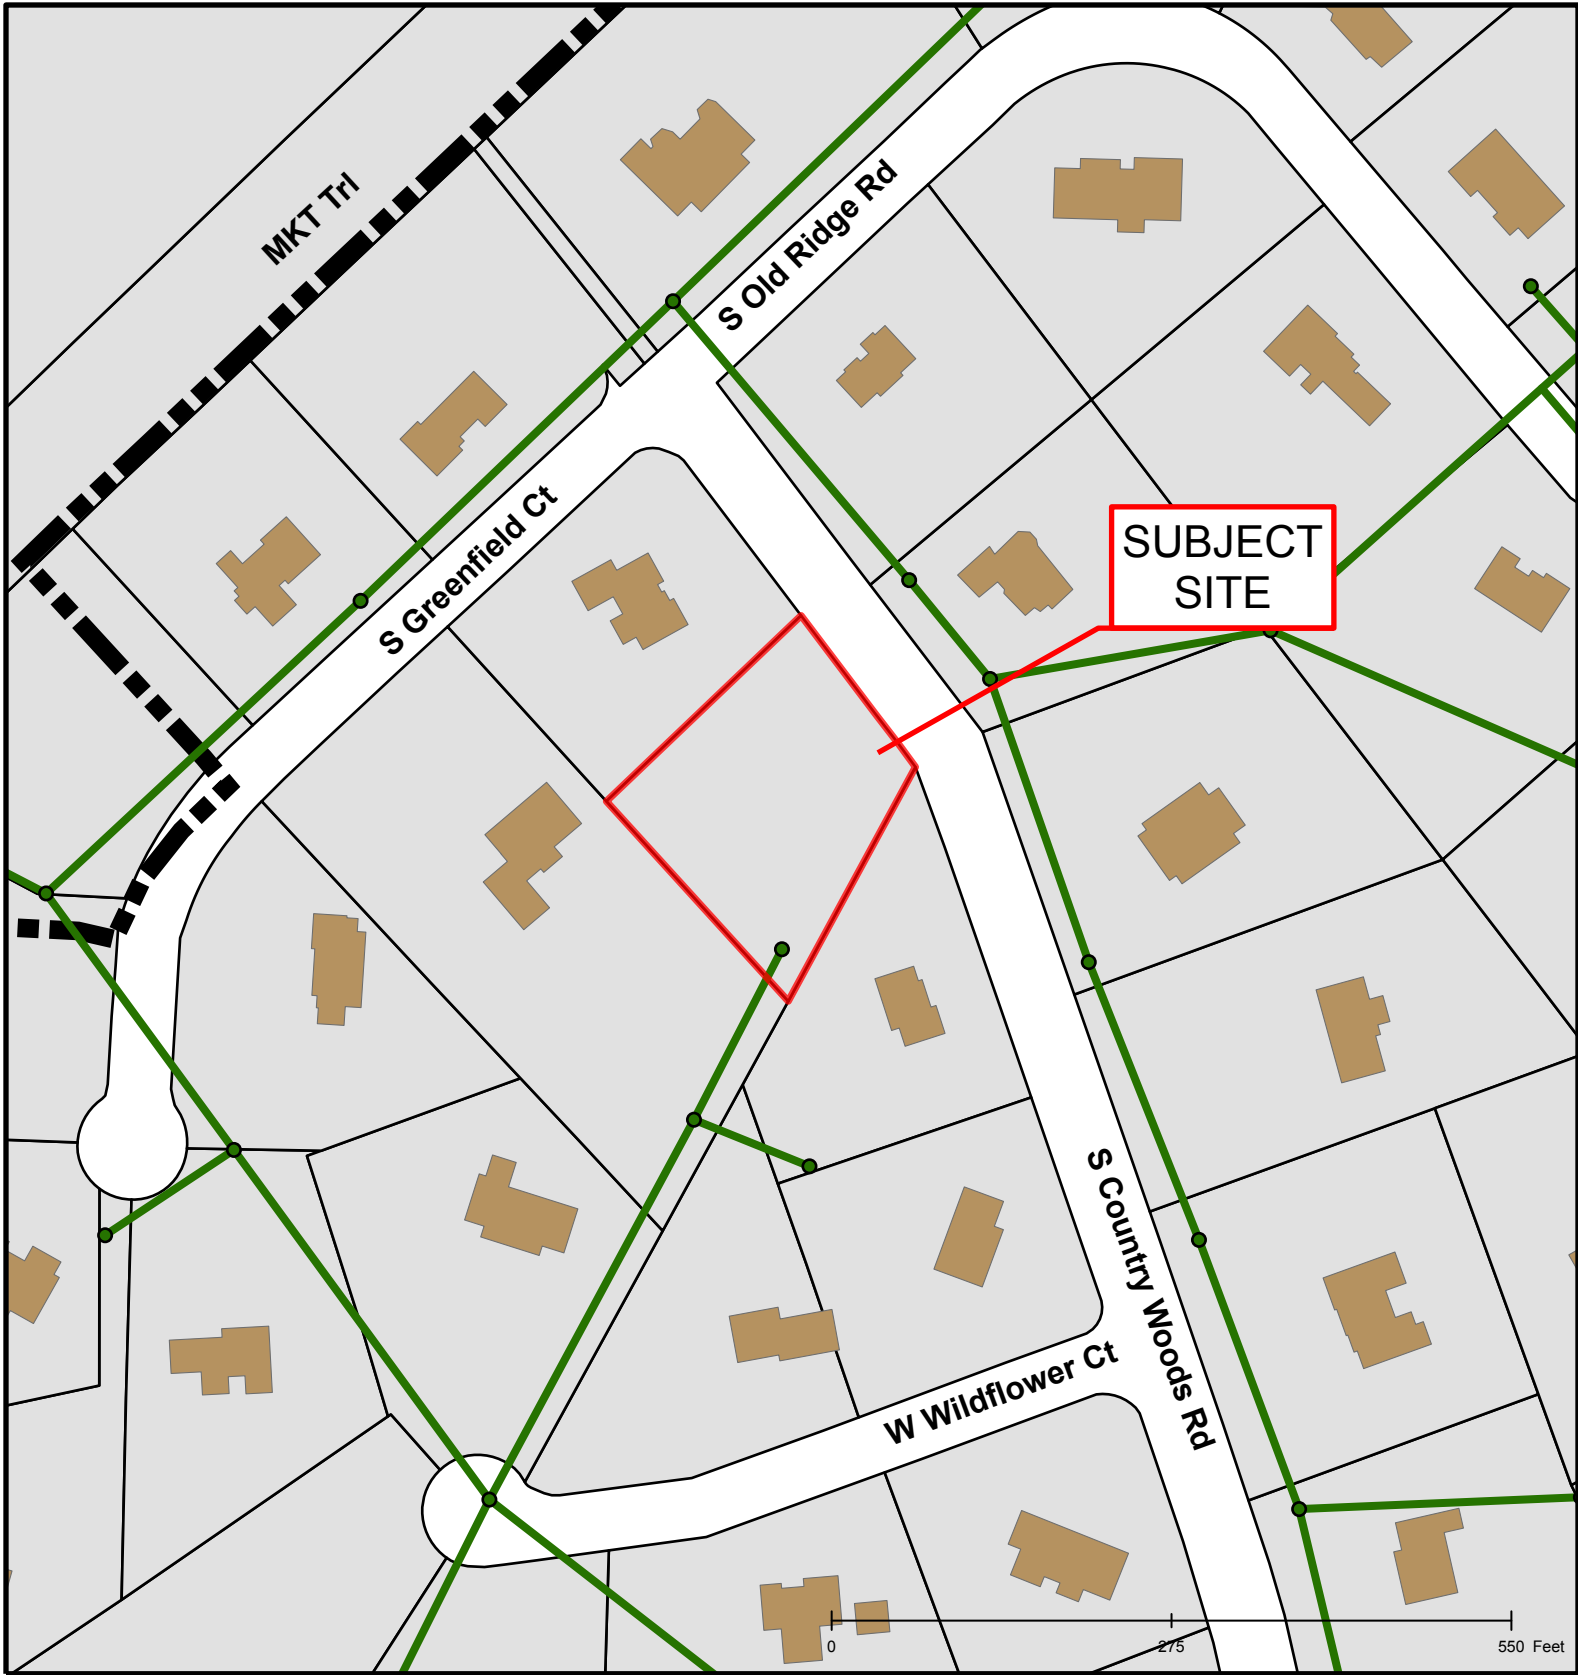 MKT Trl
S Old Ridge Rd
S Greenfield Ct
SUBJECT
SITE
S Country Woods Rd
W Wildflower Ct
0 275 550 Feet